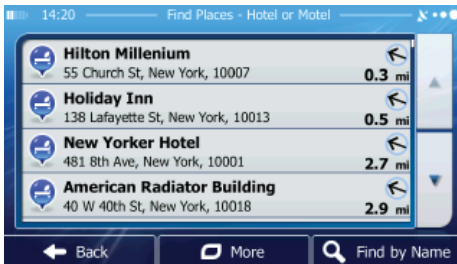 14:20 Find Places - Hotel or Motel
Hilton Millenium
55 Church St, New York, 10007
0.3 mi
Holiday Inn
138 Lafayette St, New York, 10013
0.5 mi
New Yorker Hotel
481 8th Ave, New York, 10001
2.7 mi
American Radiator Building
40 W 40th St, New York, 10018
2.9 mi
Back More Find by Name